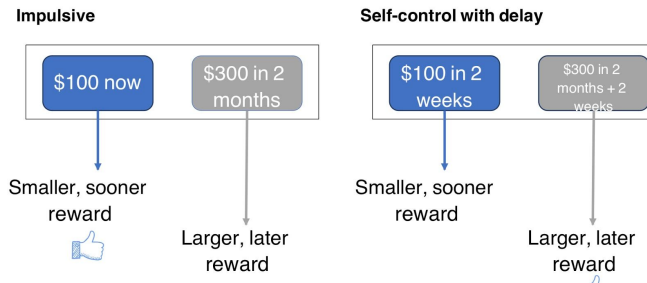 Impulsive
$100 now
$300 in 2
months
Smaller, sooner
reward
Larger, later
reward
Self-control with delay
$100 in 2
weeks
$300 in 2
months + 2
weeks
Smaller, sooner
reward
Larger, later
reward